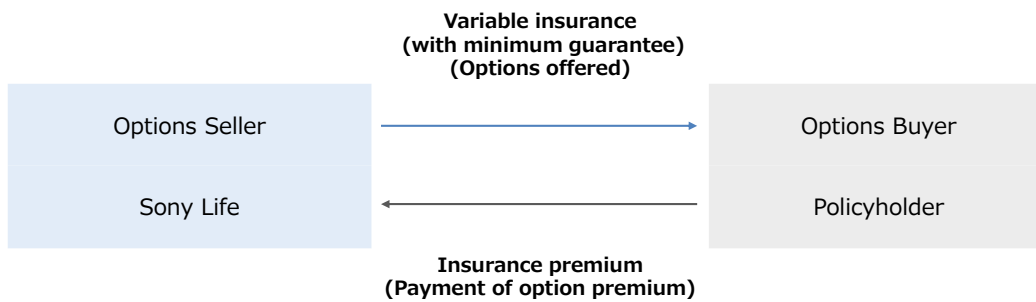 Variable insurance
(with minimum guarantee)
(Options offered)
Options Seller
Options Buyer
Sony Life
Policyholder
Insurance premium
(Payment of option premium)